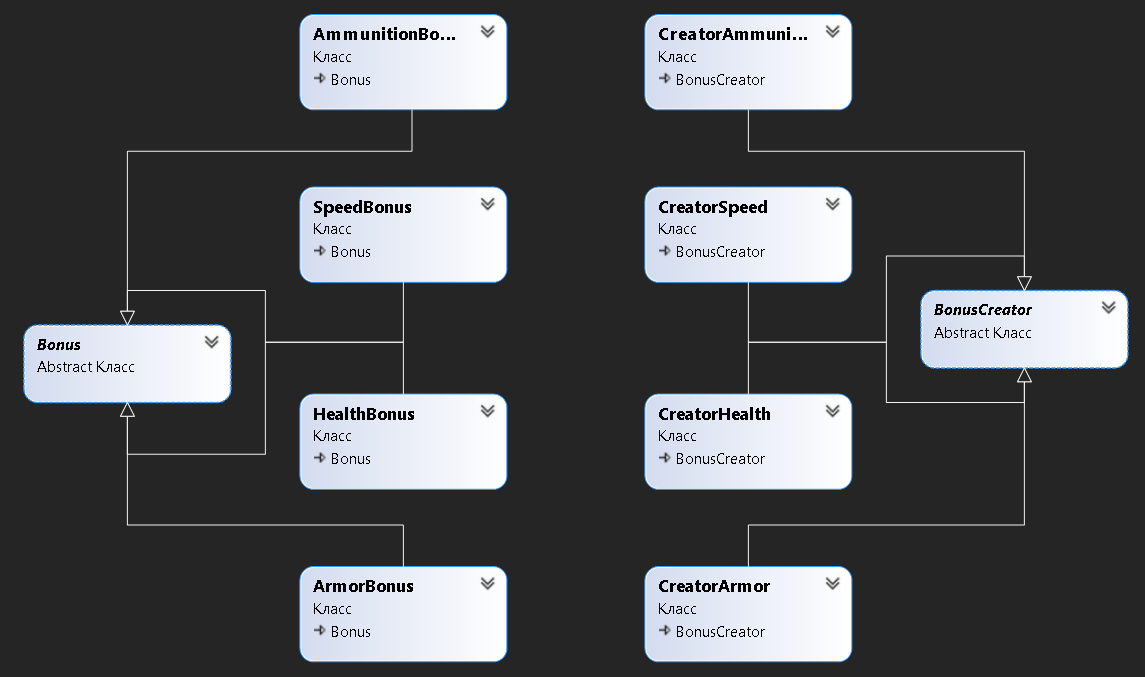 AmmunitionBo...
Класс
Bonus
CreatorAmmuni...
Класс
BonusCreator
SpeedBonus
Класс
Bonus
CreatorSpeed
Класс
BonusCreator
Bonus
Abstract Класс
BonusCreator
Abstract Класс
HealthBonus
Класс
Bonus
CreatorHealth
Класс
BonusCreator
ArmorBonus
Класс
Bonus
CreatorArmor
Класс
BonusCreator